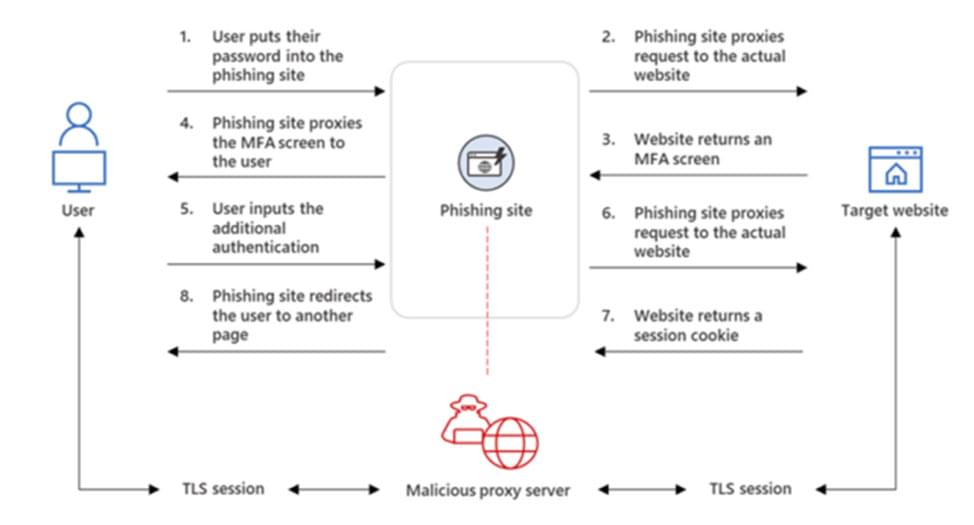 1. User puts their
password into the
phishing site
2. Phishing site proxies
request to the actual
website
4. Phishing site proxies
the MFA screen to
the user
3. Website returns an
MFA screen
User
Phishing site
Target website
5. User inputs the
additional
authentication
6. Phishing site proxies
request to the actual
website
8. Phishing site redirects
the user to another
page
7. Website returns a
session cookie
TLS session
Malicious proxy server
TLS session